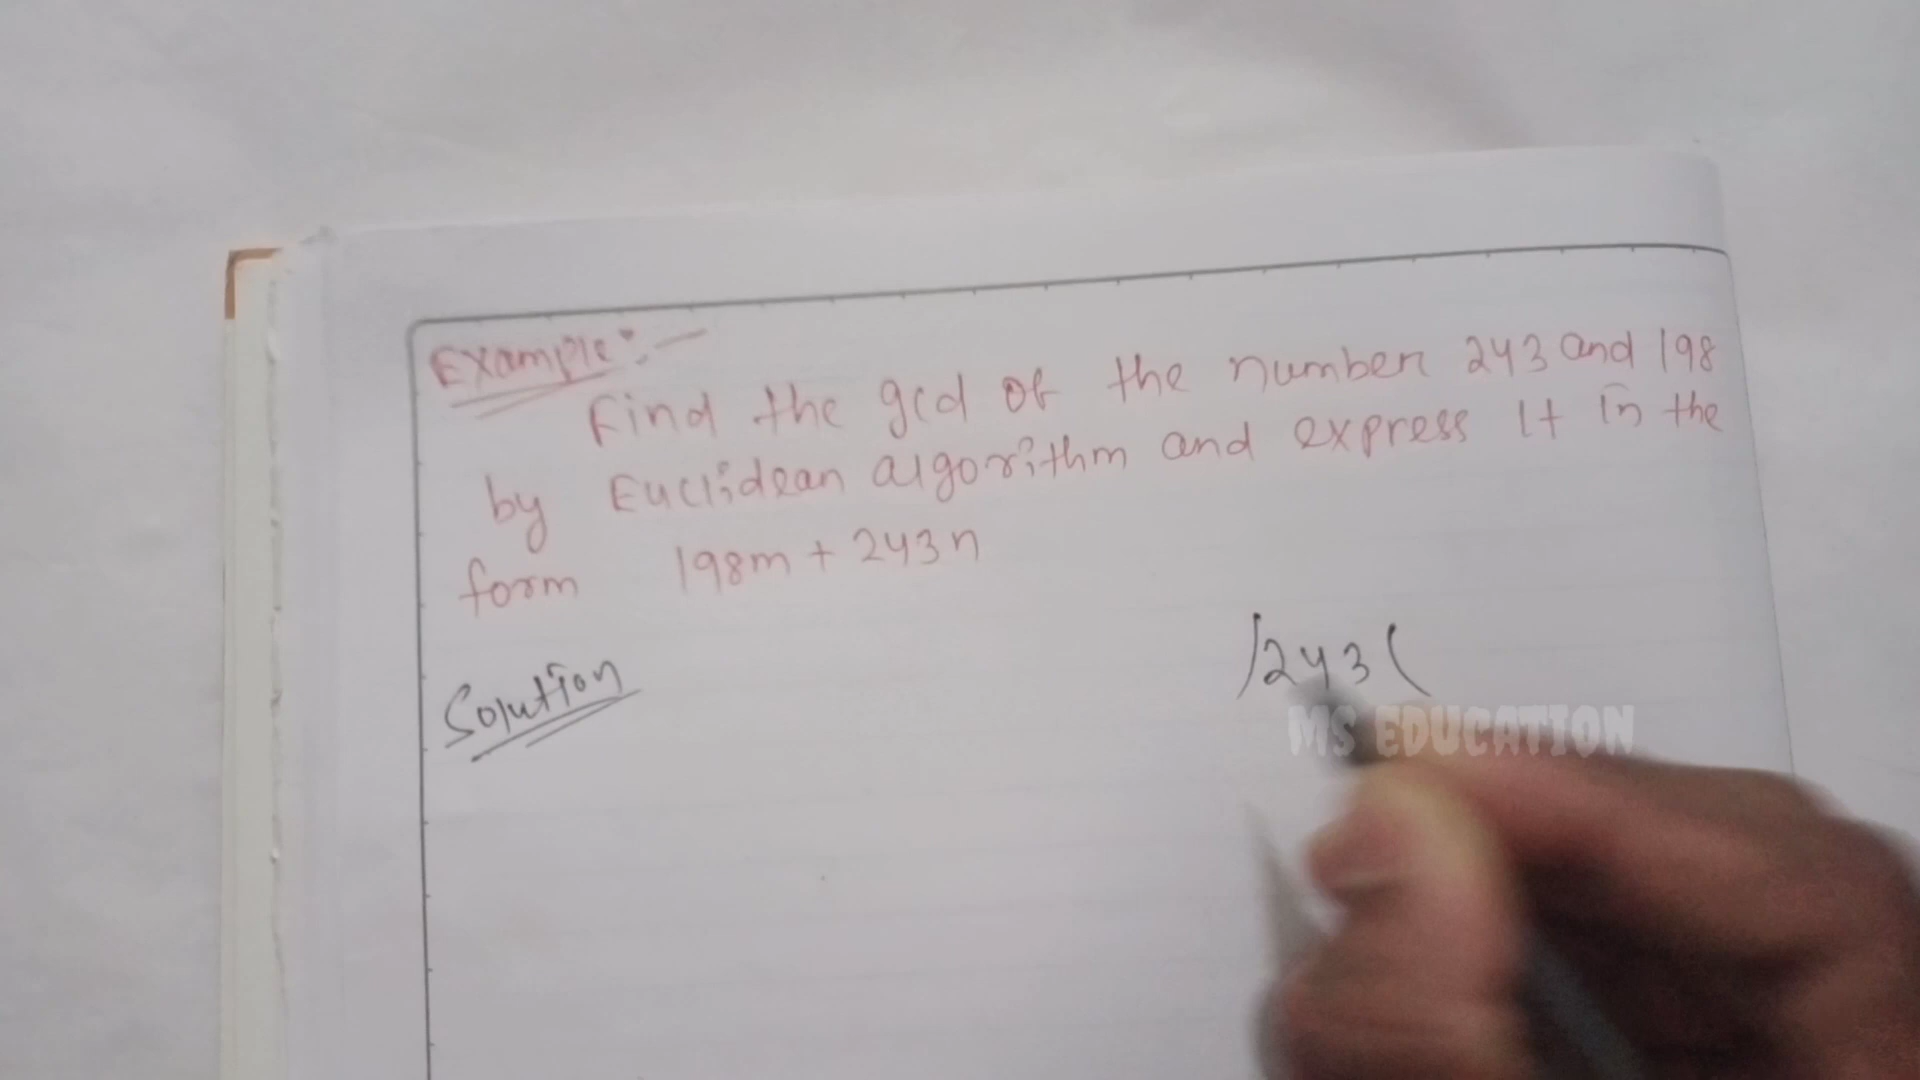 Example:-
Find the gcd of the number 243 and 198
by Euclidean algorithm and express It in the
form 198m + 243n
Solution
)243(
MS EDUCATION